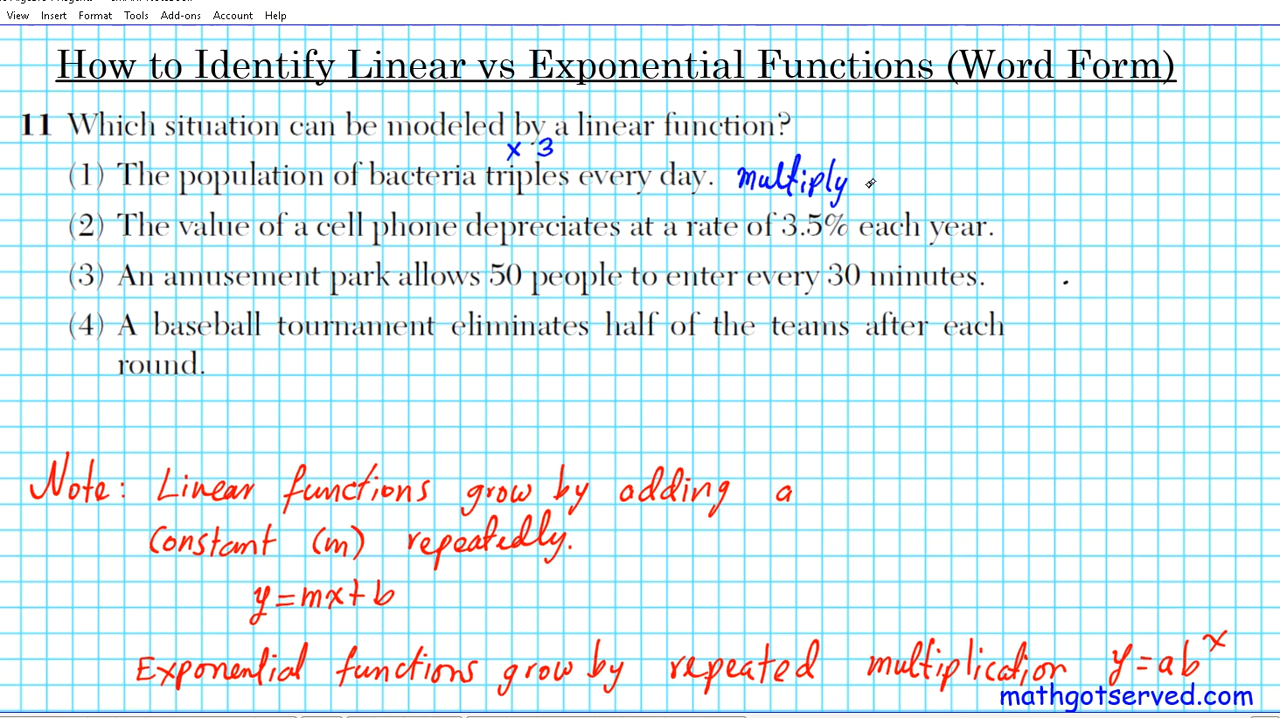 View Insert Format Tools Add-ons Account Help
How to Identify Linear vs Exponential Functions (Word Form)
11 Which situation can be modeled by a linear function?
× 3
(1) The population of bacteria triples every day. multiply
(2) The value of a cell phone depreciates at a rate of 3.5% each year.
(3) An amusement park allows 50 people to enter every 30 minutes.
(4) A baseball tournament eliminates half of the teams after each
round.
Note: Linear functions grow by adding a
Constant (m) repeatedly.
y=mx+b
Exponential functions grow by repeated multiplication y=abˣ
mathgotserved.com